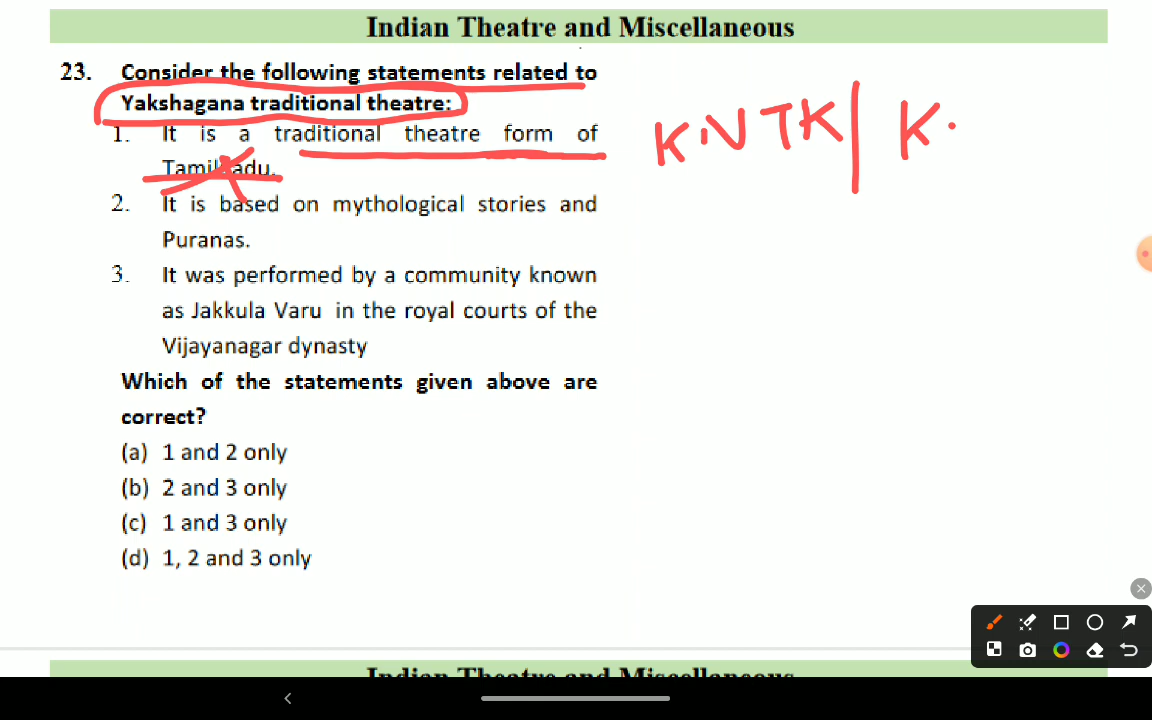 Indian Theatre and Miscellaneous
23. Consider the following statements related to
Yakshagana traditional theatre:
1. It is a traditional theatre form of
Tamil Nadu.
KNTK | K.
2. It is based on mythological stories and
Puranas.
3. It was performed by a community known
as Jakkula Varu in the royal courts of the
Vijayanagar dynasty
Which of the statements given above are
correct?
(a) 1 and 2 only
(b) 2 and 3 only
(c) 1 and 3 only
(d) 1, 2 and 3 only
Indian Theatre and Miscellaneous